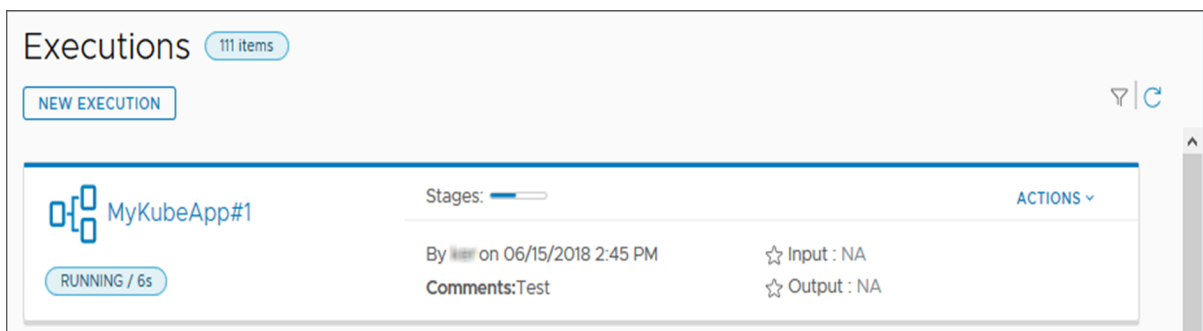 Executions 111 items
NEW EXECUTION
MyKubeApp#1
RUNNING / 6s
Stages:
ACTIONS
By on 06/15/2018 2:45 PM
Comments:Test
Input : NA
Output : NA